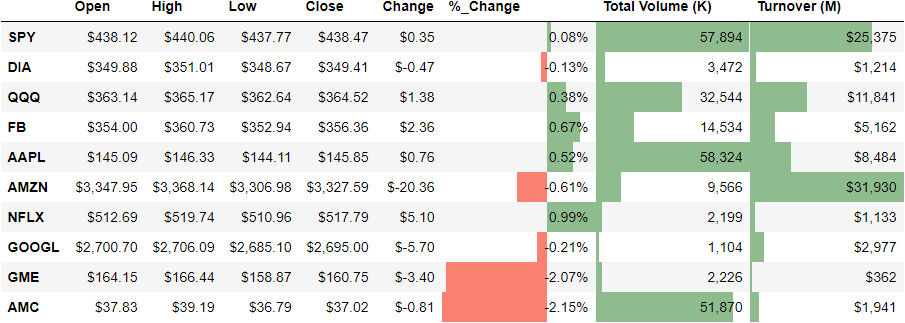 Open High Low Close Change %_Change Total Volume (K) Turnover (M)
SPY $438.12 $440.06 $437.77 $438.47 $0.35 0.08% 57,894 $25,375
DIA $349.88 $351.01 $348.67 $349.41 $-0.47 -0.13% 3,472 $1,214
QQQ $363.14 $365.17 $362.64 $364.52 $1.38 0.38% 32,544 $11,841
FB $354.00 $360.73 $352.94 $356.36 $2.36 0.67% 14,534 $5,162
AAPL $145.09 $146.33 $144.11 $145.85 $0.76 0.52% 58,324 $8,484
AMZN $3,347.95 $3,368.14 $3,306.98 $3,327.59 $-20.36 -0.61% 9,566 $31,930
NFLX $512.69 $519.74 $510.96 $517.79 $5.10 0.99% 2,199 $1,133
GOOGL $2,700.70 $2,706.09 $2,685.10 $2,695.00 $-5.70 -0.21% 1,104 $2,977
GME $164.15 $166.44 $158.87 $160.75 $-3.40 -2.07% 2,226 $362
AMC $37.83 $39.19 $36.79 $37.02 $-0.81 -2.15% 51,870 $1,941